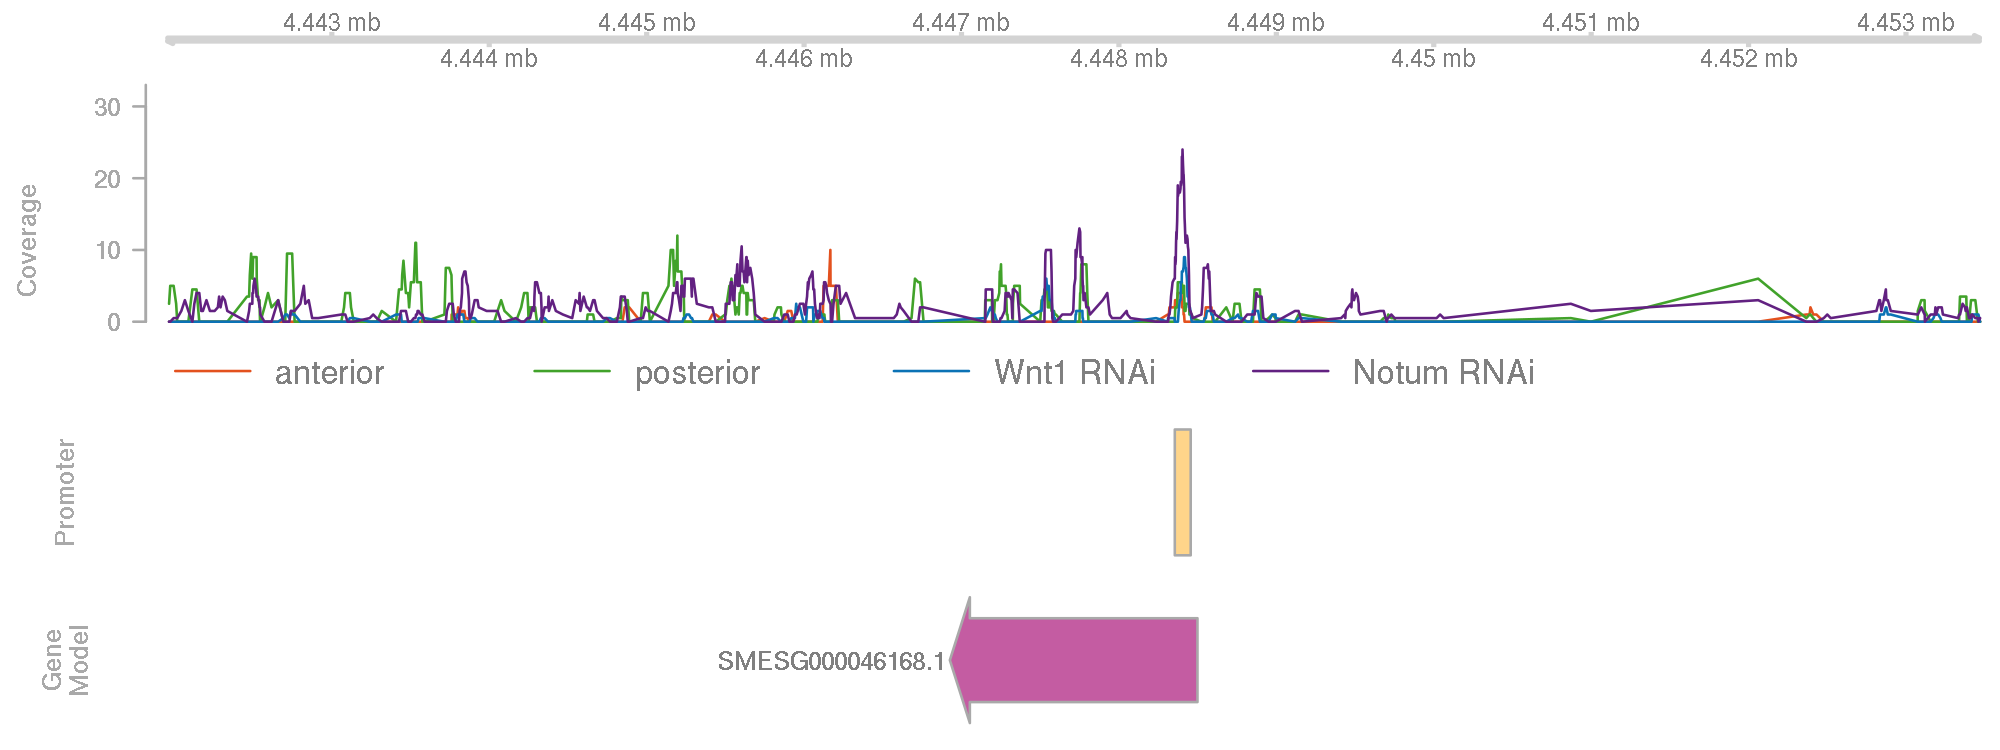 4.443 mb 4.445 mb 4.447 mb 4.449 mb 4.451 mb 4.453 mb
4.444 mb 4.446 mb 4.448 mb 4.45 mb 4.452 mb
Coverage
30
20
10
0
anterior posterior Wnt1 RNAi Notum RNAi
Promoter
Gene
Model
SMESG000046168.1